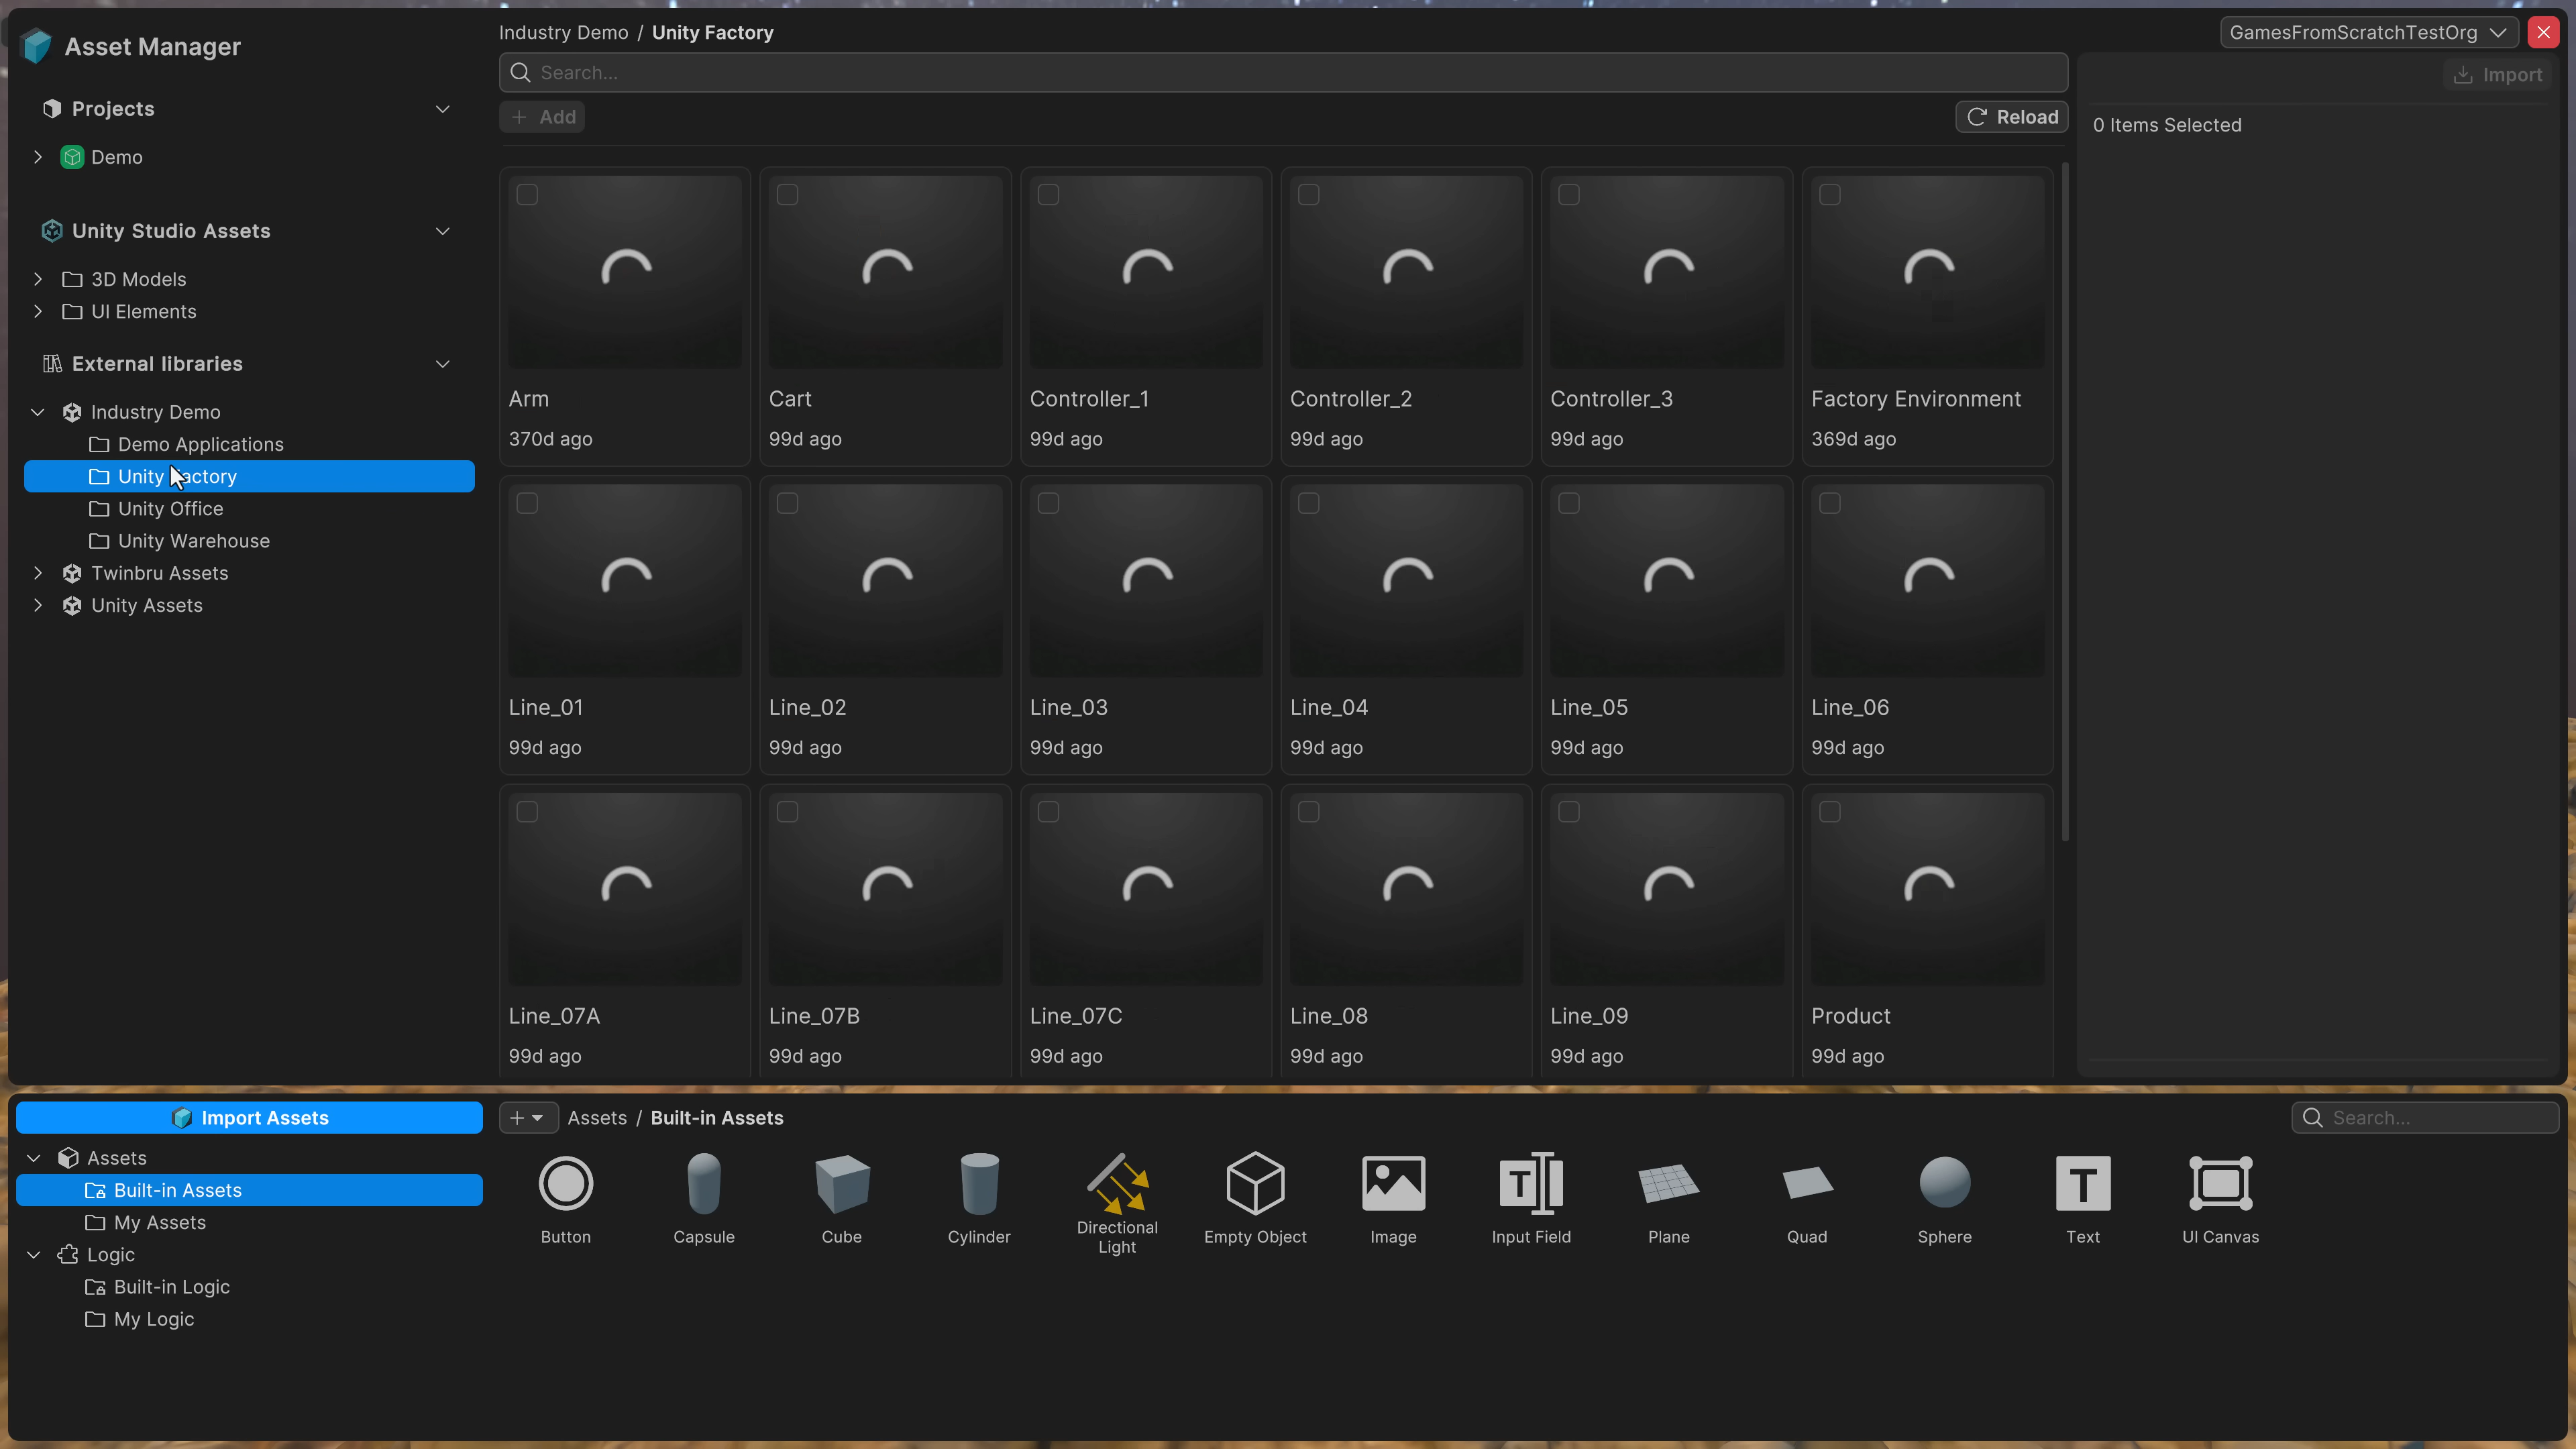 Asset Manager
Projects
Demo
Unity Studio Assets
3D Models
UI Elements
External libraries
Industry Demo
Demo Applications
Unity actory
Unity Office
Unity Warehouse
Twinbru Assets
Unity Assets
Industry Demo / Unity Factory
GamesFromScratchTestOrg
Search...
Import
Add
Reload
0 Items Selected
Arm
370d ago
Cart
99d ago
Controller_1
99d ago
Controller_2
99d ago
Controller_3
99d ago
Factory Environment
369d ago
Line_01
99d ago
Line_02
99d ago
Line_03
99d ago
Line_04
99d ago
Line_05
99d ago
Line_06
99d ago
Line_07A
99d ago
Line_07B
99d ago
Line_07C
99d ago
Line_08
99d ago
Line_09
99d ago
Product
99d ago
Import Assets
Assets
Built-in Assets
My Assets
Logic
Built-in Logic
My Logic
Assets / Built-in Assets
Search...
Button
Capsule
Cube
Cylinder
Directional
Light
Empty Object
Image
T
Input Field
Plane
Quad
Sphere
T
Text
UI Canvas